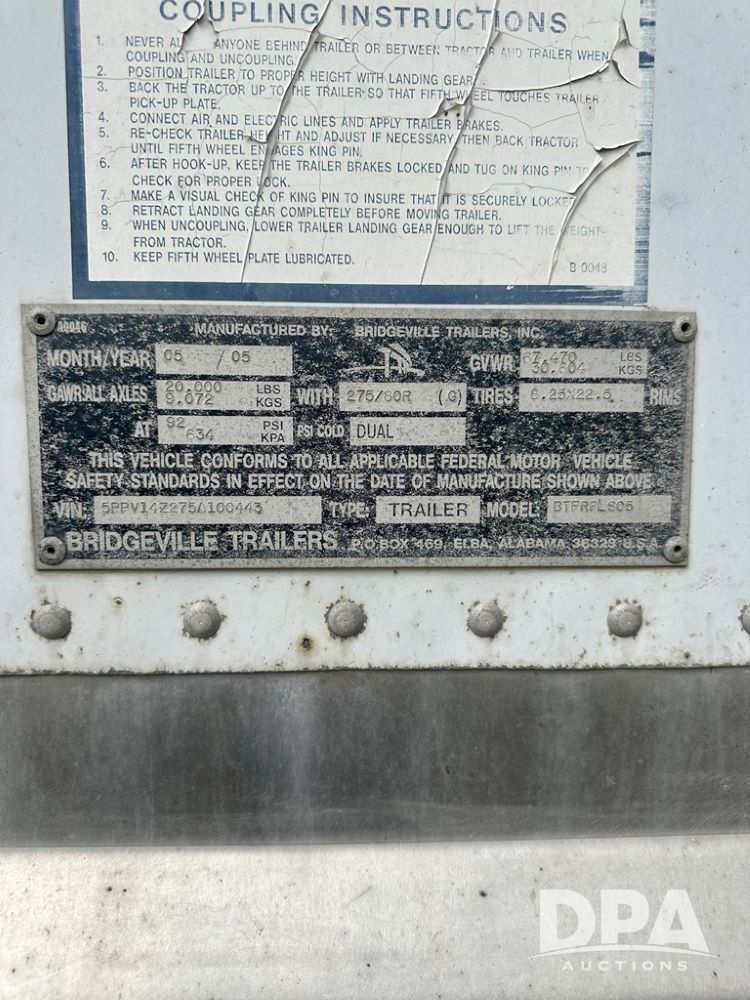 COUPLING INSTRUCTIONS
1. NEVER ANYONE BEHIND TRAILER OR BETWEEN TRACTOR AND TRAILER WHEN
COUPLING AND UNCOUPLING.
2. POSITION TRAILER TO PROPER HEIGHT WITH LANDING GEAR.
3. BACK THE TRACTOR UP TO THE TRAILER SO THAT FIFTH WHEEL TOUCHES TRAILER
PICK-UP PLATE.
4. CONNECT AIR AND ELECTRIC LINES AND APPLY TRAILER BRAKES.
5. RE-CHECK TRAILER HEIGHT AND ADJUST IF NECESSARY THEN BACK TRACTOR
UNTIL FIFTH WHEEL ENGAGES KING PIN.
6. AFTER HOOK-UP, KEEP THE TRAILER BRAKES LOCKED AND TUG ON KING PIN TO
CHECK FOR PROPER LOCK.
7. MAKE A VISUAL CHECK OF KING PIN TO INSURE THAT IT IS SECURELY LOCKED
8. RETRACT LANDING GEAR COMPLETELY BEFORE MOVING TRAILER.
9. WHEN UNCOUPLING, LOWER TRAILER LANDING GEAR ENOUGH TO LIFT THE WEIGHT
FROM TRACTOR.
10. KEEP FIFTH WHEEL PLATE LUBRICATED.
B 0048
MANUFACTURED BY: BRIDGEVILLE TRAILERS, INC.
MONTH/YEAR 05 / 05 GVWR 67,470 LBS
30,604 KGS
GAWR/ALL AXLES 20,000 LBS
9,072 KGS
WITH 275/80R (G) TIRES 8.25X22.5 RIMS
AT 92 PSI
634 KPA
PSI COLD DUAL
THIS VEHICLE CONFORMS TO ALL APPLICABLE FEDERAL MOTOR VEHICLE
SAFETY STANDARDS IN EFFECT ON THE DATE OF MANUFACTURE SHOWN ABOVE
VIN: TYPE: TRAILER MODEL:
BRIDGEVILLE TRAILERS P.O. BOX 469, ELBA, ALABAMA 36323 U.S.A.
DPA
AUCTIONS